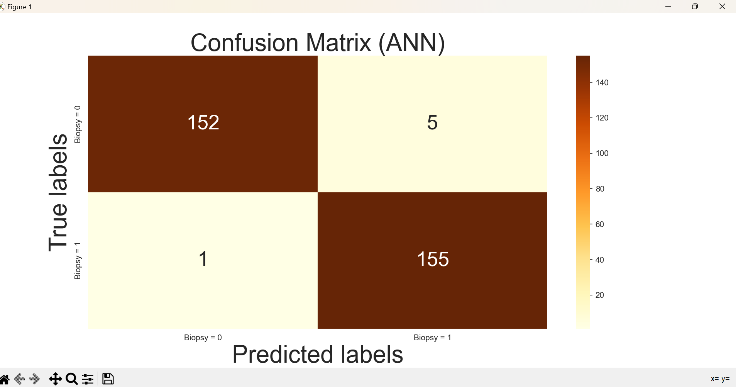 Figure 1
Confusion Matrix (ANN)
True labels
Biopsy = 0
Biopsy = 1
152
5
1
155
Biopsy = 0
Biopsy = 1
Predicted labels
140
120
100
80
60
40
20
x= y=